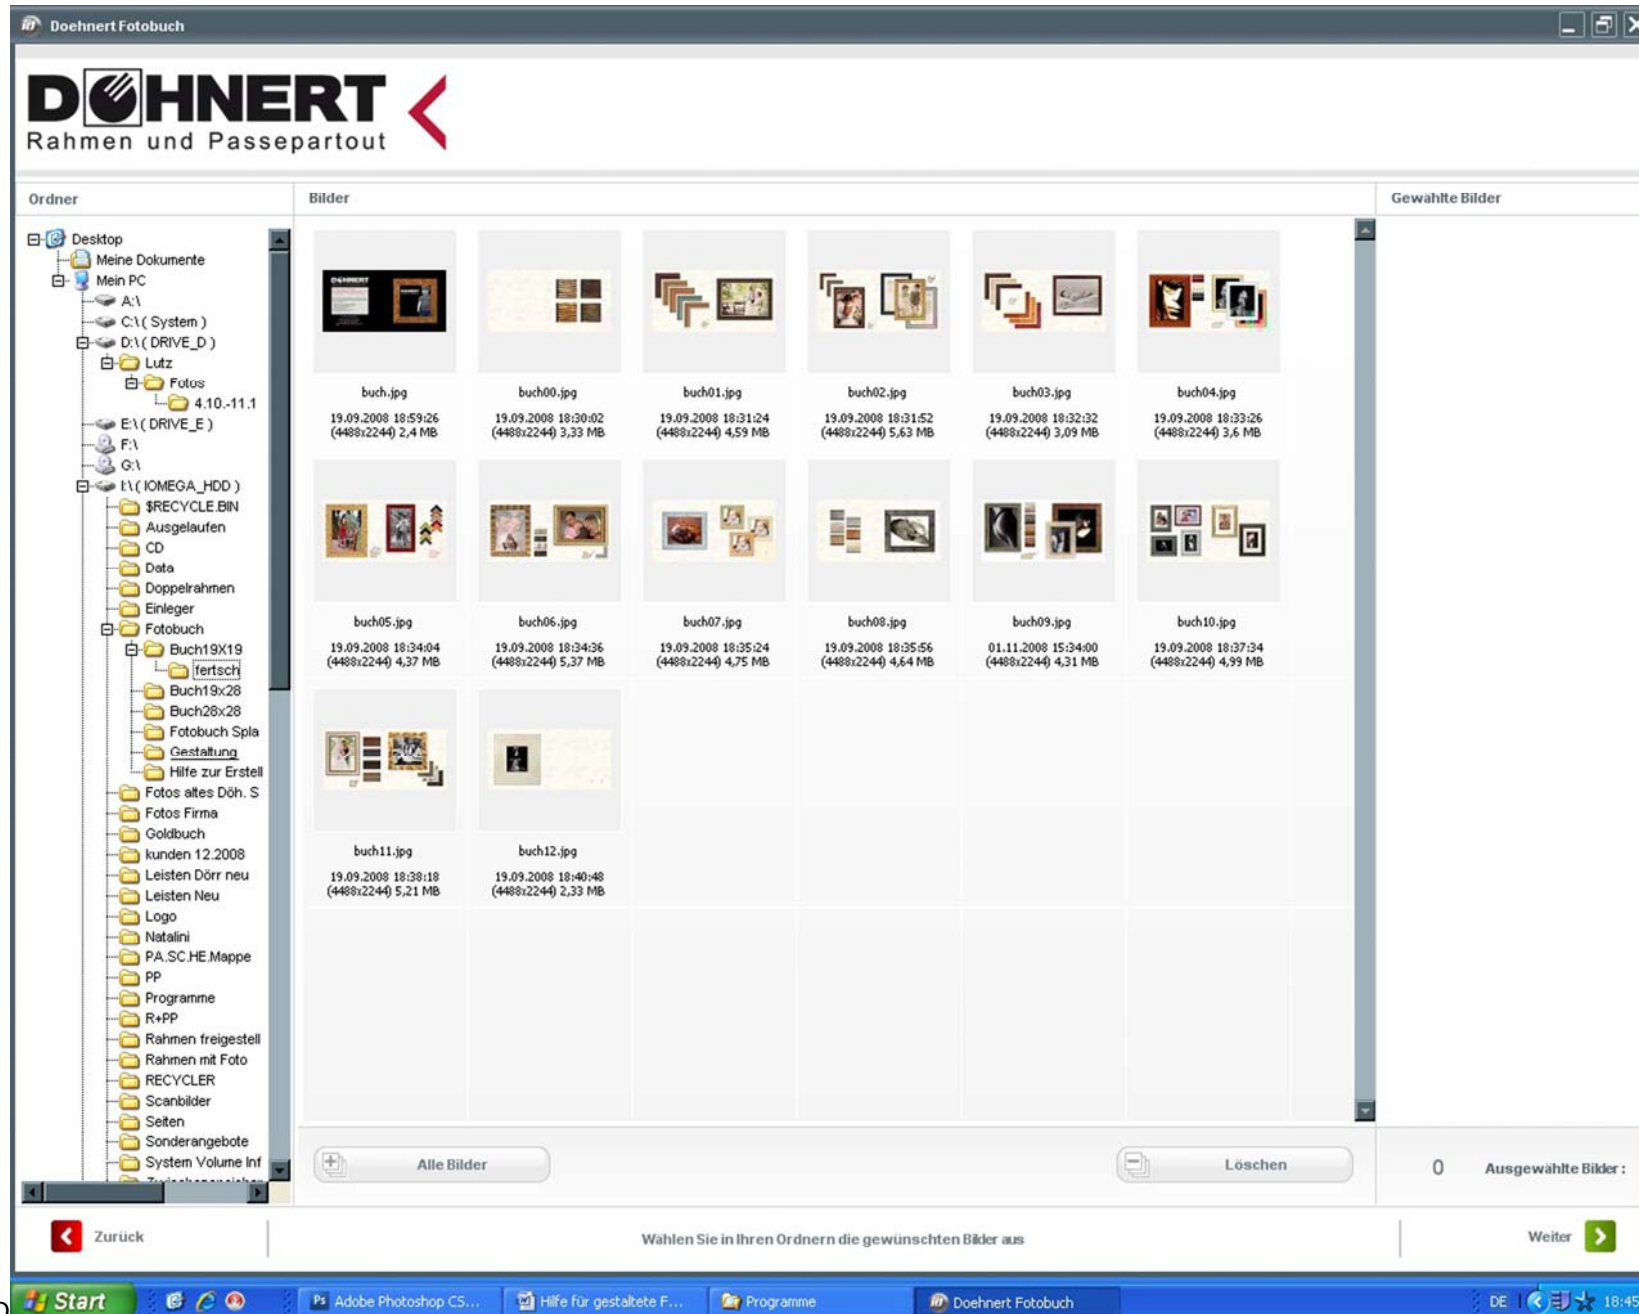 Doehnert Fotobuch
DÖHNERT
Rahmen und Passepartout
Ordner
Bilder
Gewählte Bilder
Desktop
Meine Dokumente
Mein PC
A:\
C:\ ( System )
D:\ ( DRIVE_D )
Lutz
Fotos
4.10.-11.1
E:\ ( DRIVE_E )
F:\
G:\
I:\ ( IOMEGA_HDD )
$RECYCLE.BIN
Ausgelaufen
CD
Data
Doppelrahmen
Einleger
Fotobuch
Buch19X19
fertsch
Buch19x28
Buch28x28
Fotobuch Spla
Gestaltung
Hilfe zur Erstell
Fotos altes Döh. S
Fotos Firma
Goldbuch
kunden 12.2008
Leisten Dörr neu
Leisten Neu
Logo
Natalini
PA.SC.HE.Mappe
PP
Programme
R+PP
Rahmen freigestell
Rahmen mit Foto
RECYCLER
Scanbilder
Seiten
Sonderangebote
System Volume Inf
buch.jpg buch00.jpg buch01.jpg buch02.jpg buch03.jpg buch04.jpg
19.09.2008 18:59:26 19.09.2008 18:30:02 19.09.2008 18:31:24 19.09.2008 18:31:52 19.09.2008 18:32:32 19.09.2008 18:33:26
(4488x2244) 2,4 MB (4488x2244) 3,33 MB (4488x2244) 4,59 MB (4488x2244) 5,63 MB (4488x2244) 3,09 MB (4488x2244) 3,6 MB
buch05.jpg buch06.jpg buch07.jpg buch08.jpg buch09.jpg buch10.jpg
19.09.2008 18:34:04 19.09.2008 18:34:36 19.09.2008 18:35:24 19.09.2008 18:35:56 01.11.2008 15:34:00 19.09.2008 18:37:34
(4488x2244) 4,37 MB (4488x2244) 5,37 MB (4488x2244) 4,75 MB (4488x2244) 4,64 MB (4488x2244) 4,31 MB (4488x2244) 4,99 MB
buch11.jpg buch12.jpg
19.09.2008 18:38:18 19.09.2008 18:40:48
(4488x2244) 5,21 MB (4488x2244) 2,33 MB
Alle Bilder
Löschen
0 Ausgewählte Bilder :
Zurück
Wählen Sie in Ihren Ordnern die gewünschten Bilder aus
Weiter
Start
Adobe Photoshop CS...
Hilfe für gestaltete F...
Programme
Doehnert Fotobuch
DE
18:45